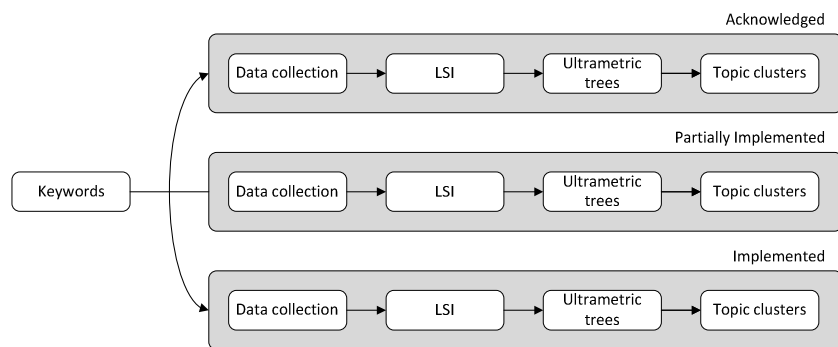 Acknowledged
Data collection
LSI
Ultrametric
trees
Topic clusters
Partially Implemented
Keywords
Data collection
LSI
Ultrametric
trees
Topic clusters
Implemented
Data collection
LSI
Ultrametric
trees
Topic clusters